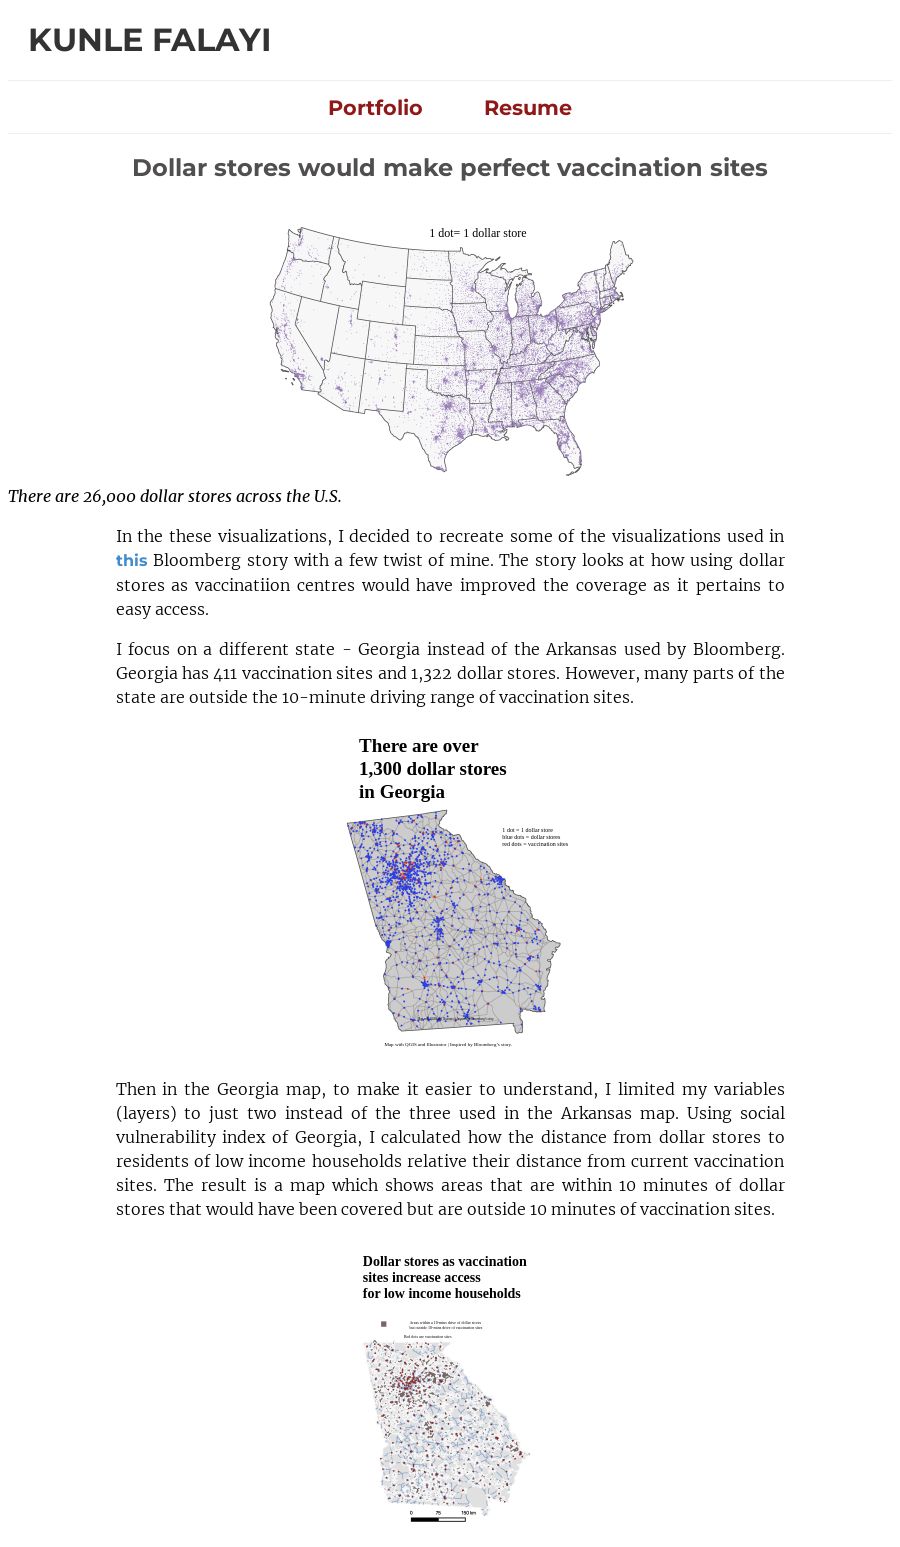 KUNLE FALAYI
Portfolio Resume
Dollar stores would make perfect vaccination sites
1 dot= 1 dollar store
There are 26,000 dollar stores across the U.S.
In the these visualizations, I decided to recreate some of the visualizations used in
this Bloomberg story with a few twist of mine. The story looks at how using dollar
stores as vaccinatiion centres would have improved the coverage as it pertains to
easy access.
I focus on a different state - Georgia instead of the Arkansas used by Bloomberg.
Georgia has 411 vaccination sites and 1,322 dollar stores. However, many parts of the
state are outside the 10-minute driving range of vaccination sites.
There are over
1,300 dollar stores
in Georgia
1 dot = 1 dollar store
blue dots = dollar stores
red dots = vaccination sites
Map with QGIS and Illustrator | Inspired by Bloomberg's story.
Then in the Georgia map, to make it easier to understand, I limited my variables
(layers) to just two instead of the three used in the Arkansas map. Using social
vulnerability index of Georgia, I calculated how the distance from dollar stores to
residents of low income households relative their distance from current vaccination
sites. The result is a map which shows areas that are within 10 minutes of dollar
stores that would have been covered but are outside 10 minutes of vaccination sites.
Dollar stores as vaccination
sites increase access
for low income households
Areas within a 10-mins drive of dollar stores
but outside 10-mins drive of vaccination sites
Red dots are vaccination sites
0 75 150 km